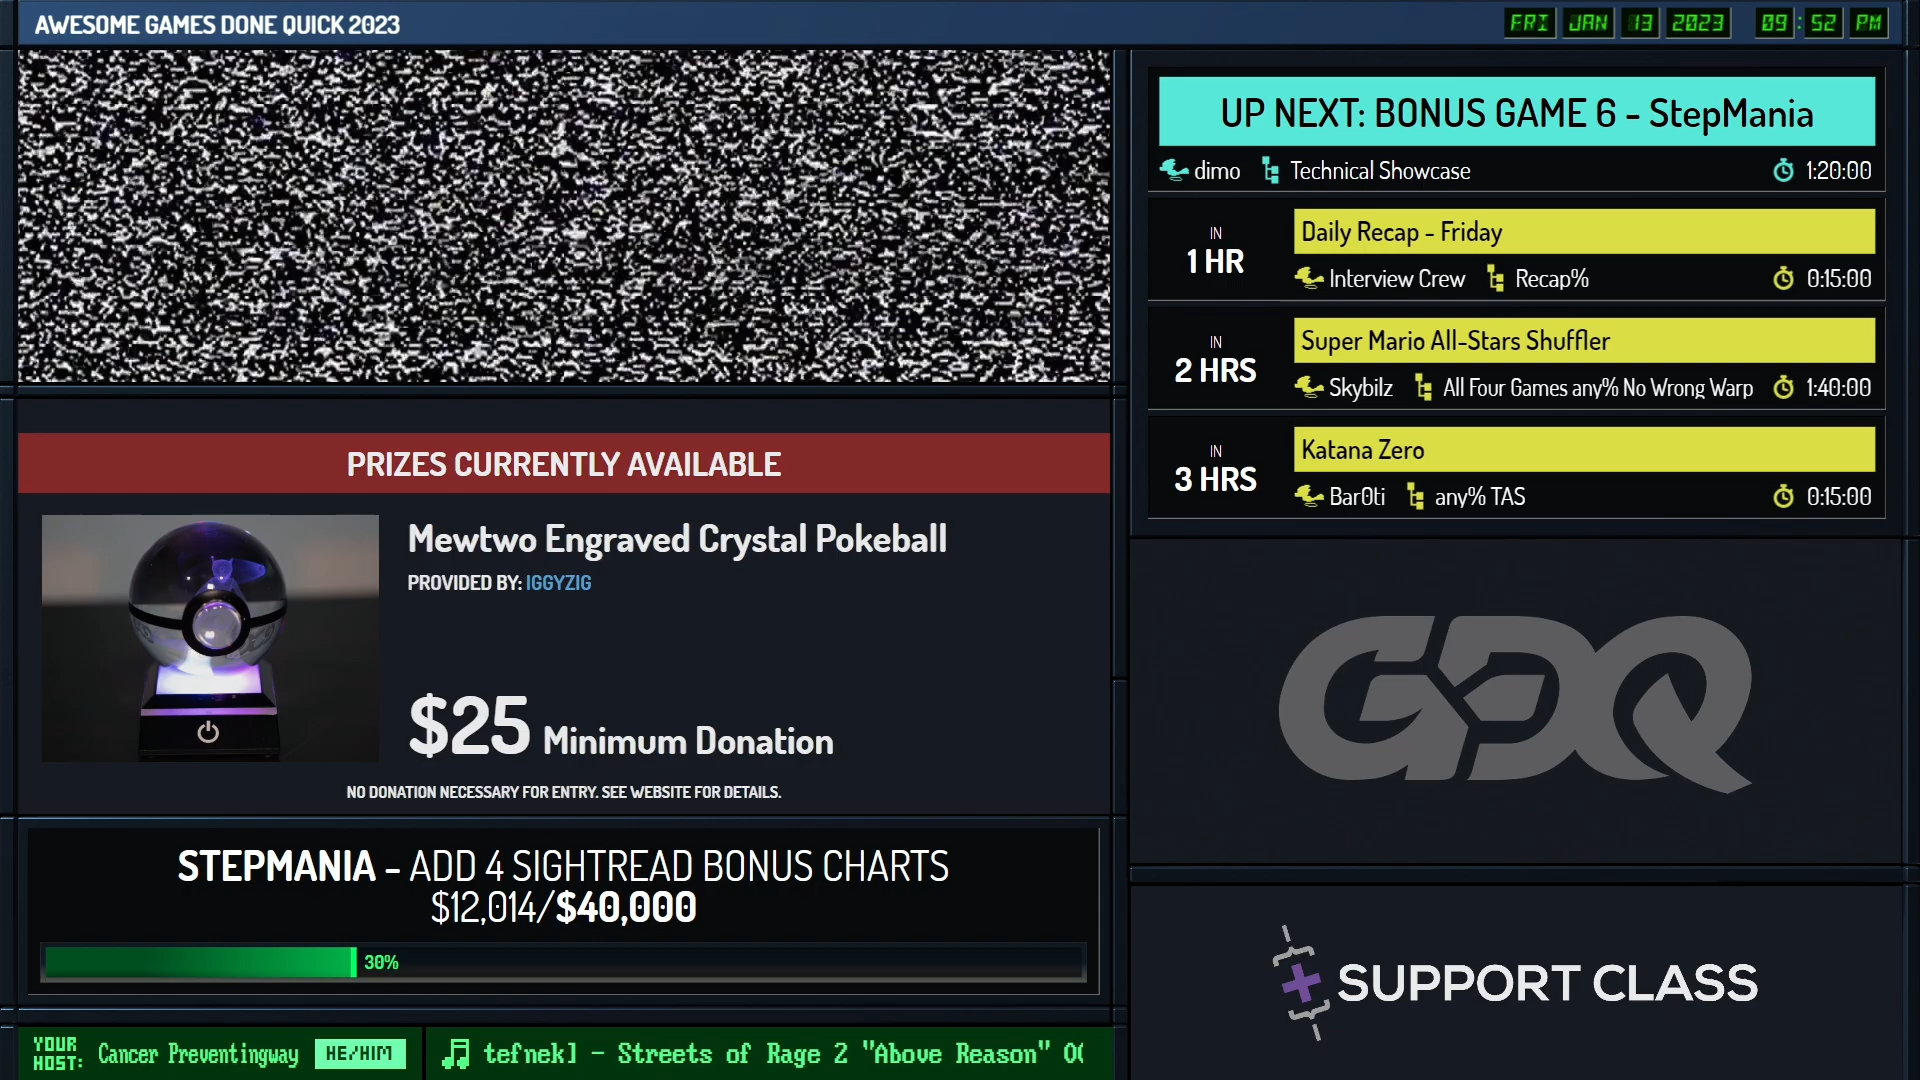 AWESOME GAMES DONE QUICK 2023
FRI JAN 13 2023 09:52 PM
UP NEXT: BONUS GAME 6 - StepMania
dimo Technical Showcase 1:20:00
IN 1 HR
Daily Recap - Friday
Interview Crew Recap% 0:15:00
IN 2 HRS
Super Mario All-Stars Shuffler
Skybilz All Four Games any% No Wrong Warp 1:40:00
IN 3 HRS
Katana Zero
Bar0ti any% TAS 0:15:00
PRIZES CURRENTLY AVAILABLE
Mewtwo Engraved Crystal Pokeball
PROVIDED BY: IGGYZIG
$25 Minimum Donation
NO DONATION NECESSARY FOR ENTRY. SEE WEBSITE FOR DETAILS.
STEPMANIA - ADD 4 SIGHTREAD BONUS CHARTS
$12,014/$40,000
30%
GDQ
SUPPORT CLASS
YOUR HOST: Cancer Preventingway HE/HIM
tefnek] - Streets of Rage 2 "Above Reason" O